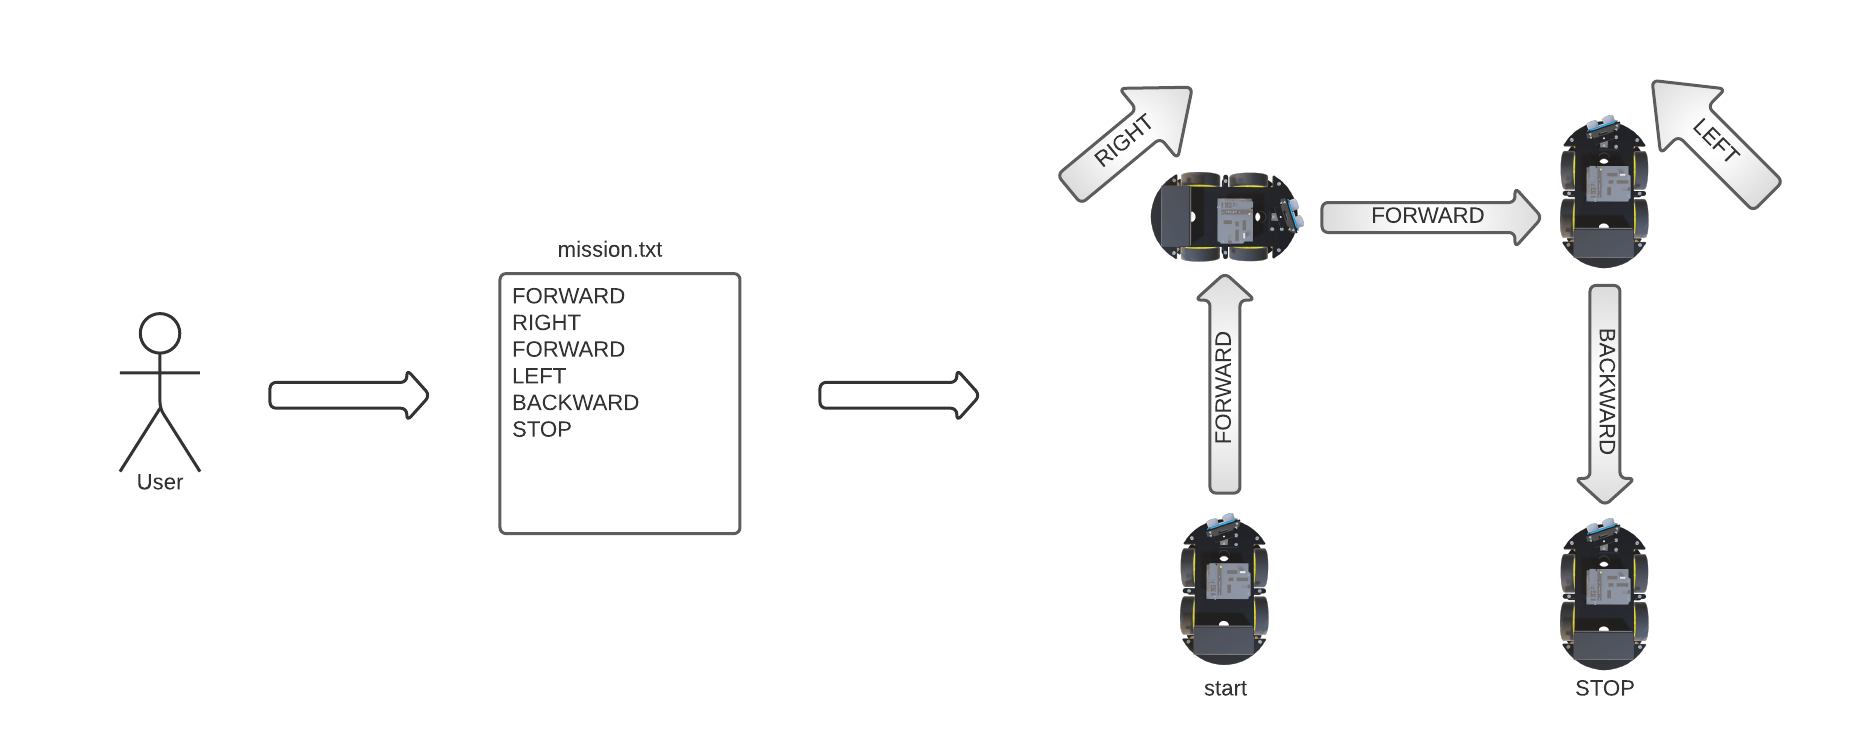 User
mission.txt
FORWARD
RIGHT
FORWARD
LEFT
BACKWARD
STOP
start
FORWARD
RIGHT
FORWARD
LEFT
BACKWARD
STOP